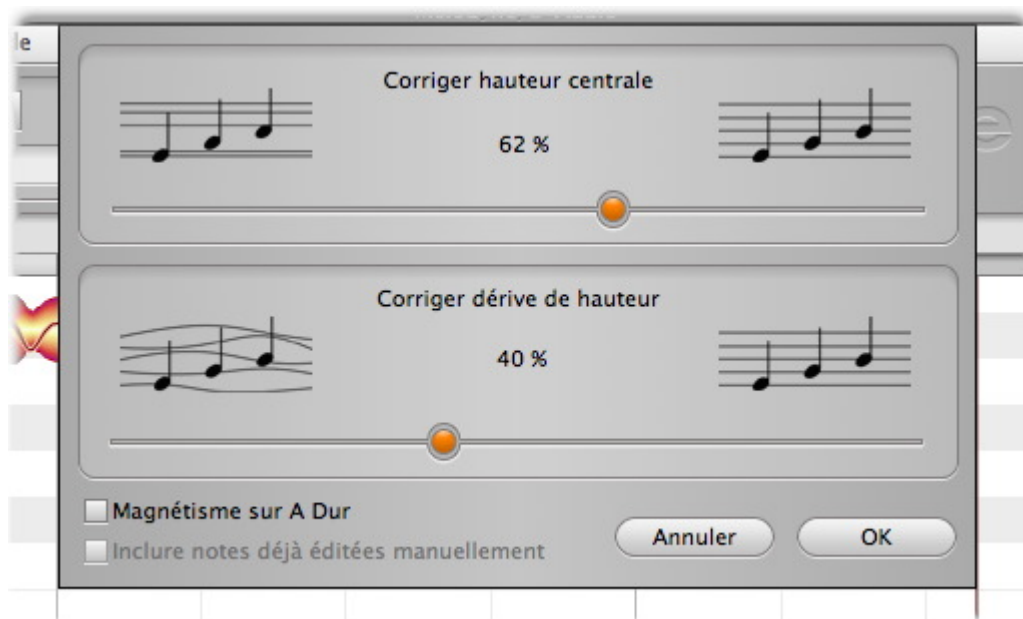 le
Corriger hauteur centrale
62 %
Corriger dérive de hauteur
40 %
Magnétisme sur A Dur
Inclure notes déjà éditées manuellement
Annuler
OK